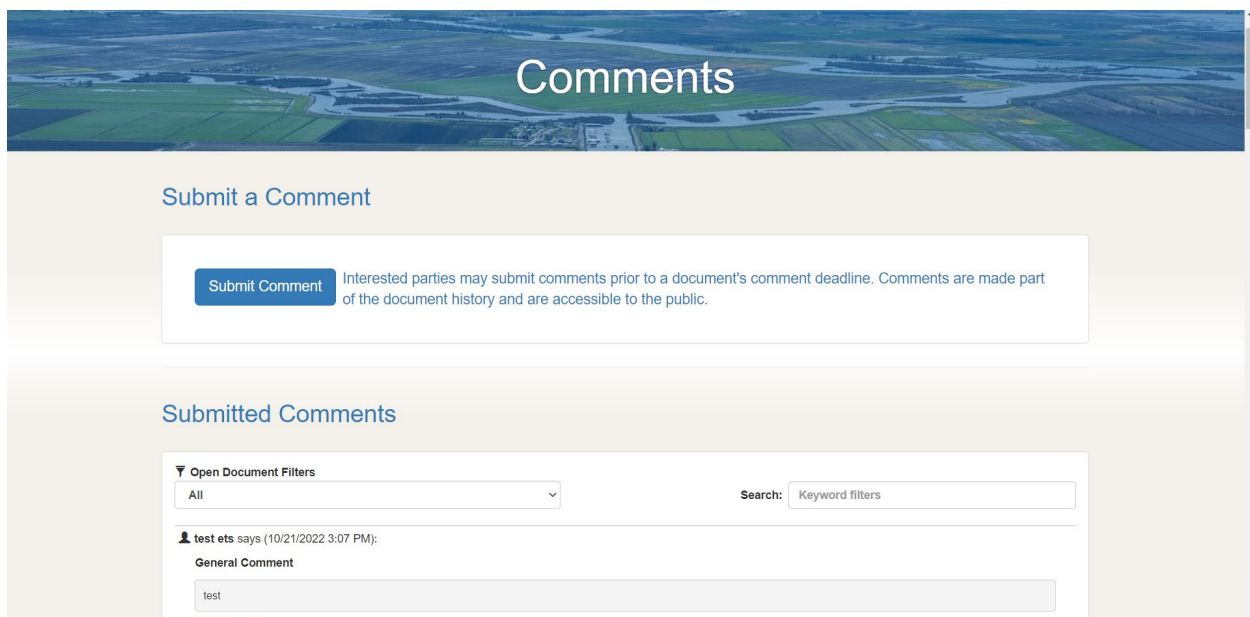 Comments
Submit a Comment
Submit Comment
Interested parties may submit comments prior to a document's comment deadline. Comments are made part
of the document history and are accessible to the public.
Submitted Comments
Open Document Filters
All
Search: Keyword filters
test ets says (10/21/2022 3:07 PM):
General Comment
test